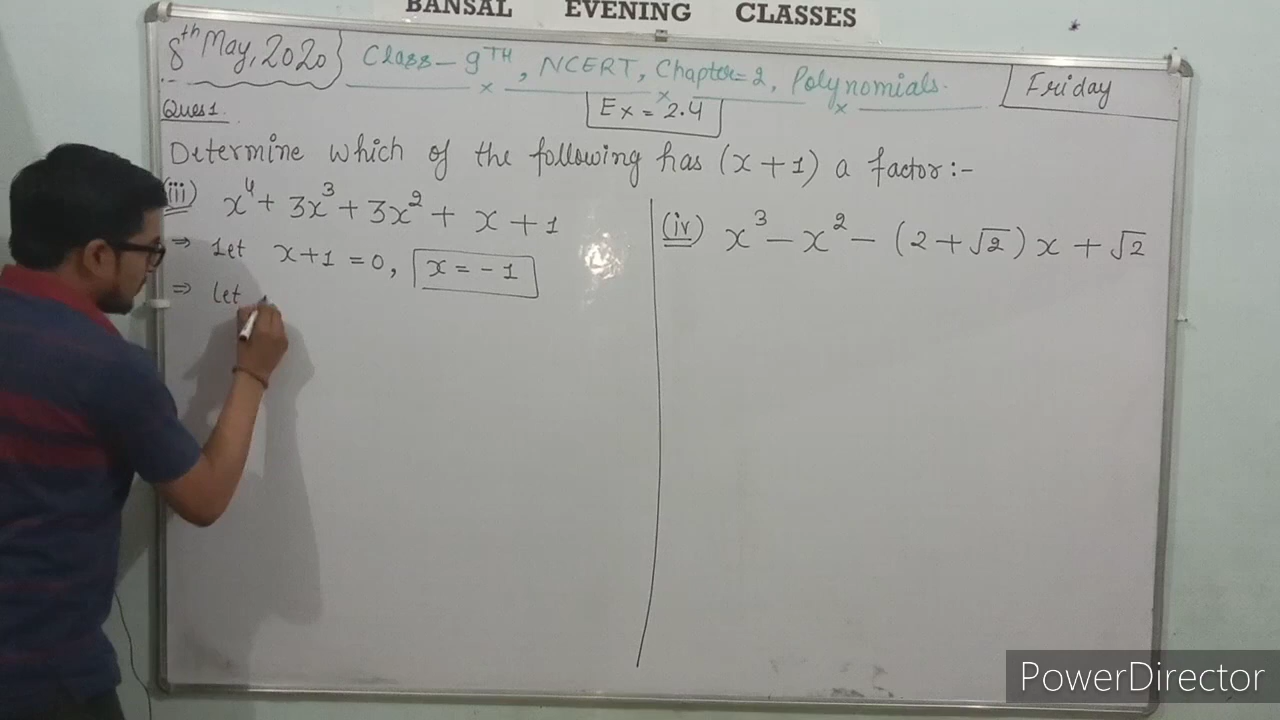 BANSAL EVENING CLASSES
8th May, 2020 Class-9TH, NCERT, Chapter=2, Polynomials. Friday
Ques 1. Ex = 2.4
Determine which of the following has (x+1) a factor:-
(iii) x⁴ + 3x³ + 3x² + x + 1
⇒ Let x+1 = 0, x = -1
⇒ Let
(iv) x³ - x² - (2+√2)x + √2
PowerDirector